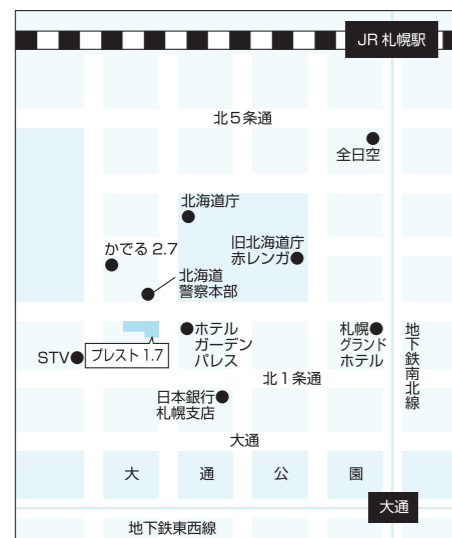 JR 札幌駅
北5条通
全日空
北海道庁
かでる 2.7
旧北海道庁
赤レンガ
北海道
警察本部
ホテル
ガーデン
パレス
札幌
グランド
ホテル
地下鉄南北線
STV
プレスト 1.7
北1条通
日本銀行
札幌支店
大通
大通公園
大通
地下鉄東西線